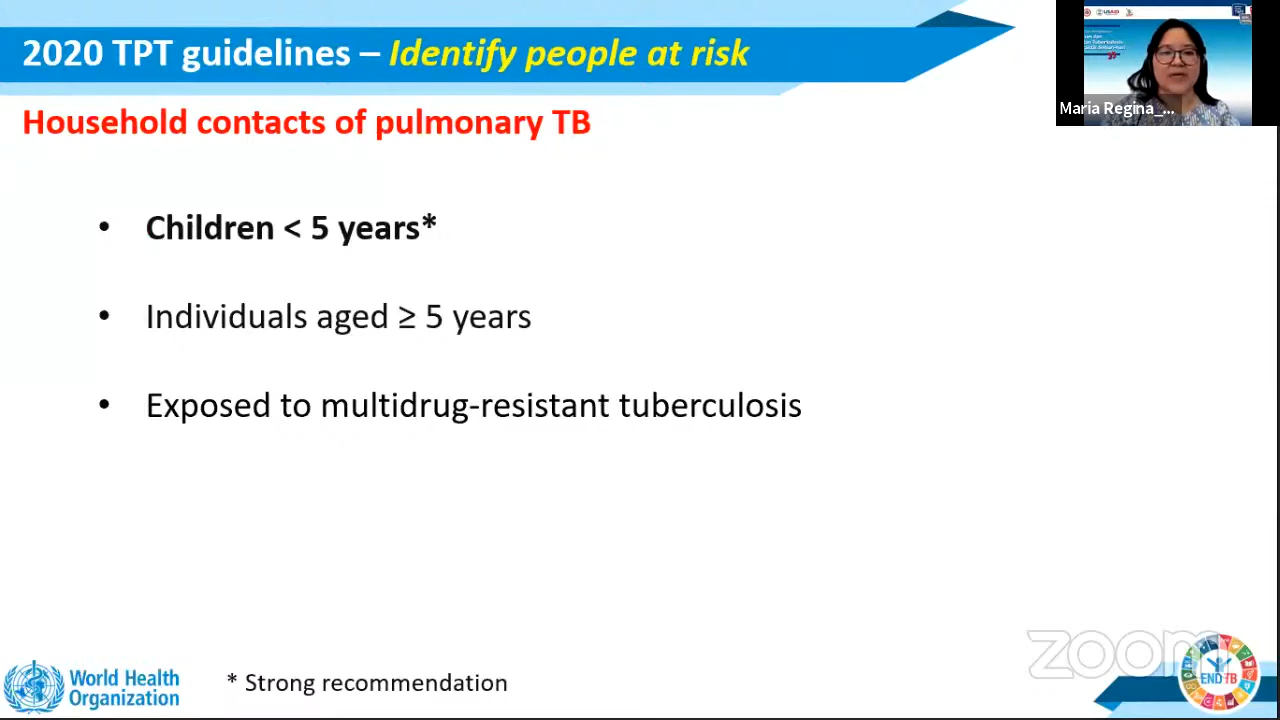 2020 TPT guidelines – Identify people at risk
Household contacts of pulmonary TB
• Children < 5 years*
• Individuals aged ≥ 5 years
• Exposed to multidrug-resistant tuberculosis
* Strong recommendation
World Health
Organization
zoom
END TB
USAID
Maria Regina_...